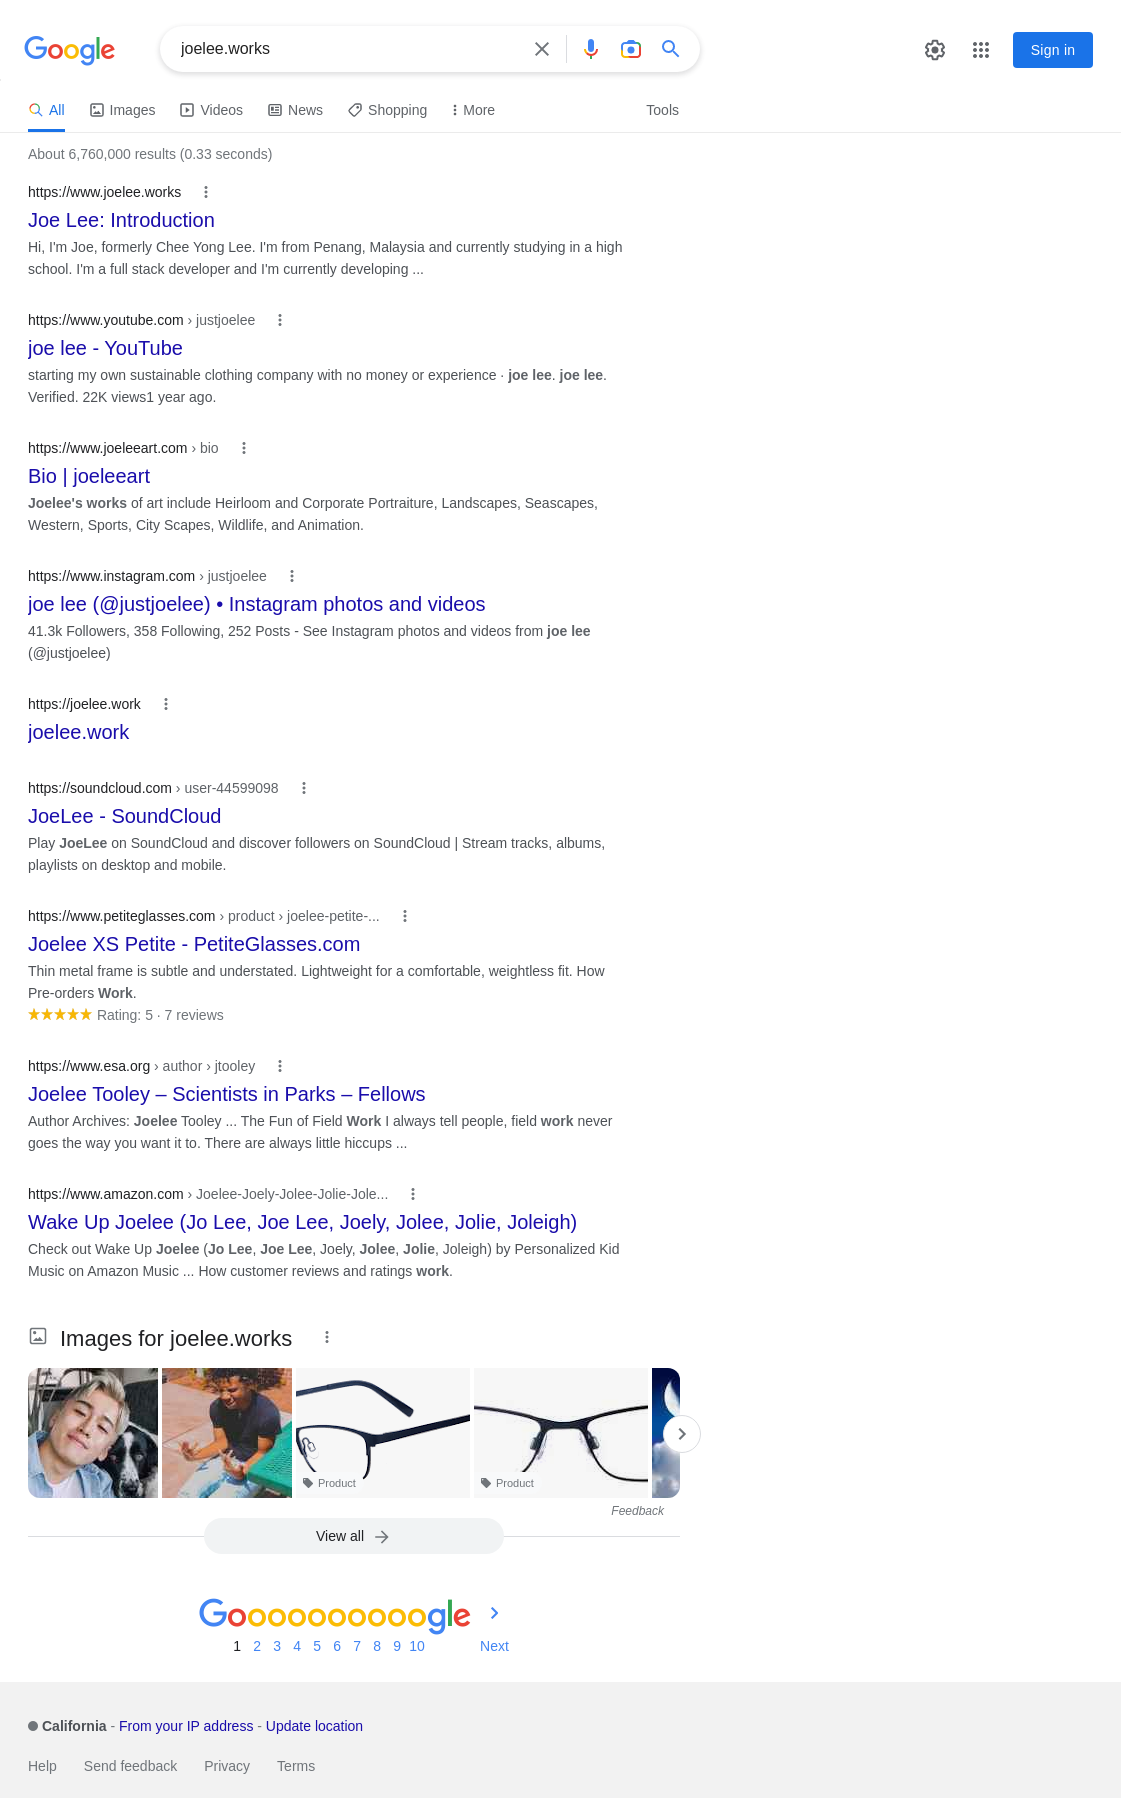 Google
joelee.works
Sign in
All
Images
Videos
News
Shopping
More
Tools
About 6,760,000 results (0.33 seconds)
https://www.joelee.works
Joe Lee: Introduction
Hi, I'm Joe, formerly Chee Yong Lee. I'm from Penang, Malaysia and currently studying in a high
school. I'm a full stack developer and I'm currently developing ...
https://www.youtube.com › justjoelee
joe lee - YouTube
starting my own sustainable clothing company with no money or experience · joe lee. joe lee.
Verified. 22K views1 year ago.
https://www.joeleeart.com › bio
Bio | joeleeart
Joelee's works of art include Heirloom and Corporate Portraiture, Landscapes, Seascapes,
Western, Sports, City Scapes, Wildlife, and Animation.
https://www.instagram.com › justjoelee
joe lee (@justjoelee) • Instagram photos and videos
41.3k Followers, 358 Following, 252 Posts - See Instagram photos and videos from joe lee
(@justjoelee)
https://joelee.work
joelee.work
https://soundcloud.com › user-44599098
JoeLee - SoundCloud
Play JoeLee on SoundCloud and discover followers on SoundCloud | Stream tracks, albums,
playlists on desktop and mobile.
https://www.petiteglasses.com › product › joelee-petite-...
Joelee XS Petite - PetiteGlasses.com
Thin metal frame is subtle and understated. Lightweight for a comfortable, weightless fit. How
Pre-orders Work.
Rating: 5 · 7 reviews
https://www.esa.org › author › jtooley
Joelee Tooley – Scientists in Parks – Fellows
Author Archives: Joelee Tooley ... The Fun of Field Work I always tell people, field work never
goes the way you want it to. There are always little hiccups ...
https://www.amazon.com › Joelee-Joely-Jolee-Jolie-Jole...
Wake Up Joelee (Jo Lee, Joe Lee, Joely, Jolee, Jolie, Joleigh)
Check out Wake Up Joelee (Jo Lee, Joe Lee, Joely, Jolee, Jolie, Joleigh) by Personalized Kid
Music on Amazon Music ... How customer reviews and ratings work.
Images for joelee.works
Product
Product
Feedback
View all
Goooooooooogle
1 2 3 4 5 6 7 8 9 10 Next
California - From your IP address - Update location
Help
Send feedback
Privacy
Terms